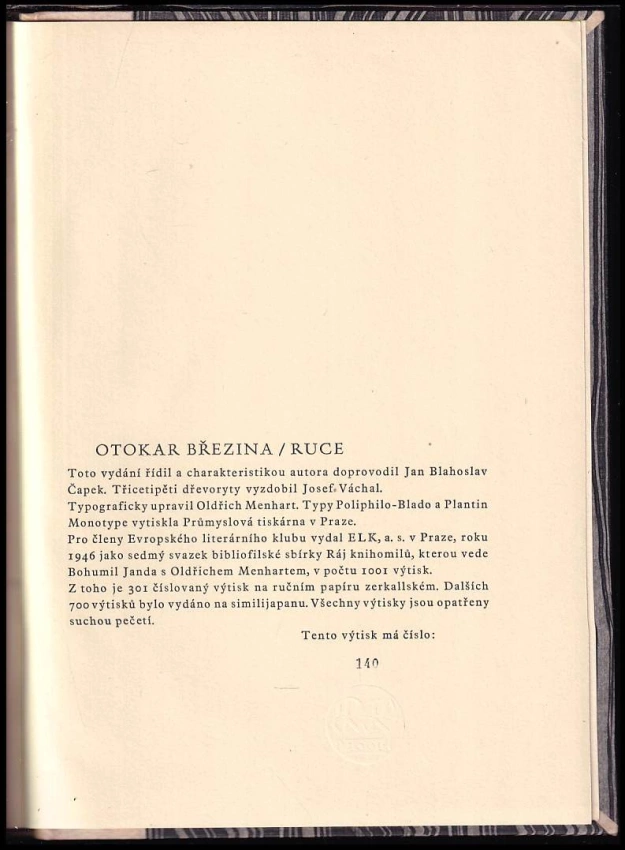 OTOKAR BŘEZINA / RUCE
Toto vydání řídil a charakteristikou autora doprovodil Jan Blahoslav
Čapek. Třicetipěti dřevoryty vyzdobil Josef Váchal.
Typograficky upravil Oldřich Menhart. Typy Poliphilo-Blado a Plantin
Monotype vytiskla Průmyslová tiskárna v Praze.
Pro členy Evropského literárního klubu vydal ELK, a. s. v Praze, roku
1946 jako sedmý svazek bibliofilské sbírky Ráj knihomilů, kterou vede
Bohumil Janda s Oldřichem Menhartem, v počtu 1001 výtisk.
Z toho je 301 číslovaný výtisk na ručním papíru zerkallském. Dalších
700 výtisků bylo vydáno na similijapanu. Všechny výtisky jsou opatřeny
suchou pečetí.
Tento výtisk má číslo:
140